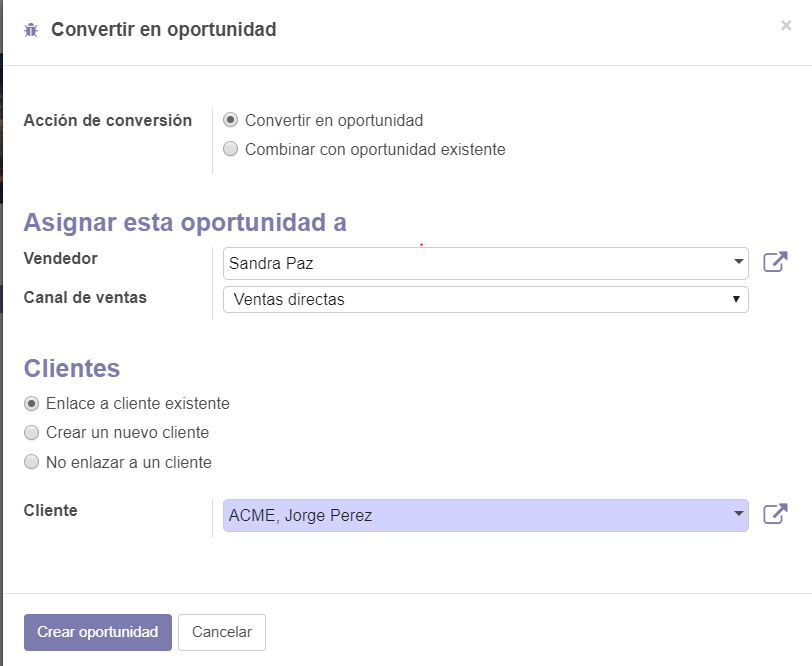 Convertir en oportunidad
×
Acción de conversión
Convertir en oportunidad
Combinar con oportunidad existente
Asignar esta oportunidad a
Vendedor
Sandra Paz
Canal de ventas
Ventas directas
Clientes
Enlace a cliente existente
Crear un nuevo cliente
No enlazar a un cliente
Cliente
ACME, Jorge Perez
Crear oportunidad
Cancelar